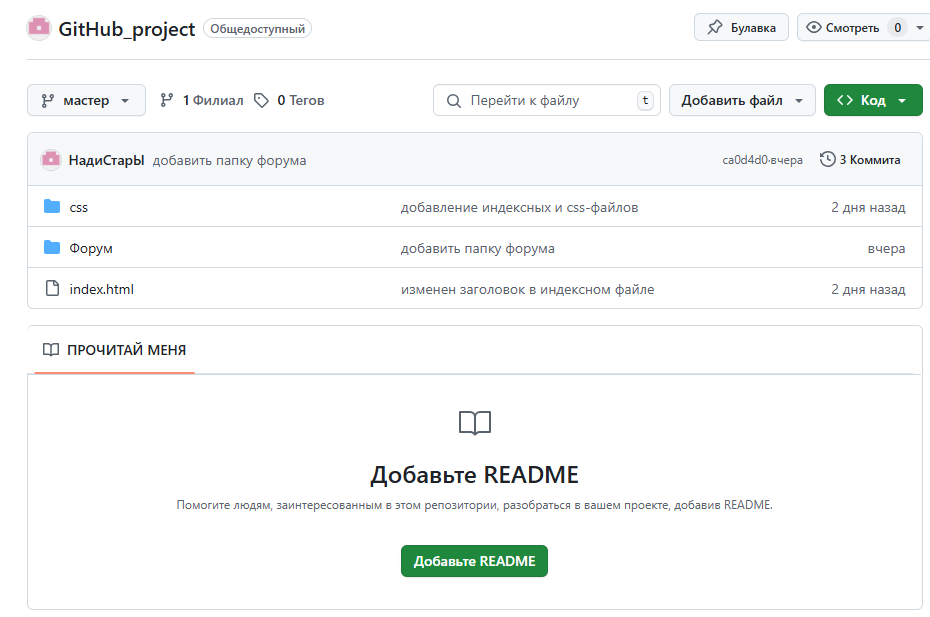 GitHub_project Общедоступный Булавка Смотреть 0
мастер 1 Филиал 0 Тегов Перейти к файлу t Добавить файл Код
НадиСтарЫ добавить папку форума ca0d4d0·вчера 3 Коммита
css добавление индексных и css-файлов 2 дня назад
Форум добавить папку форума вчера
index.html изменен заголовок в индексном файле 2 дня назад
ПРОЧИТАЙ МЕНЯ
Добавьте README
Помогите людям, заинтересованным в этом репозитории, разобраться в вашем проекте, добавив README.
Добавьте README